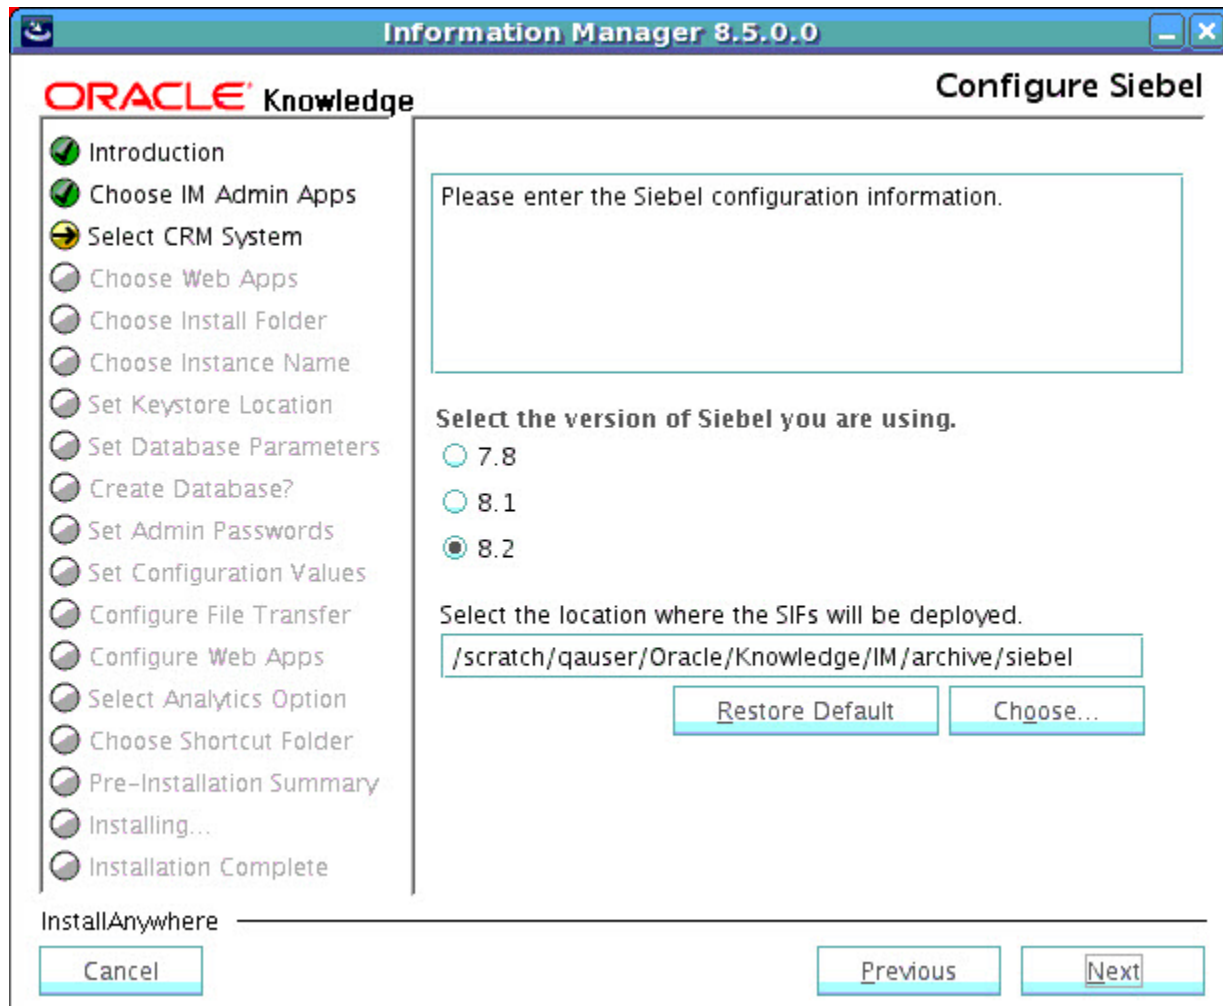 Information Manager 8.5.0.0
ORACLE Knowledge
Configure Siebel
Introduction
Choose IM Admin Apps
Select CRM System
Choose Web Apps
Choose Install Folder
Choose Instance Name
Set Keystore Location
Set Database Parameters
Create Database?
Set Admin Passwords
Set Configuration Values
Configure File Transfer
Configure Web Apps
Select Analytics Option
Choose Shortcut Folder
Pre-Installation Summary
Installing...
Installation Complete
Please enter the Siebel configuration information.
Select the version of Siebel you are using.
7.8
8.1
8.2
Select the location where the SIFs will be deployed.
/scratch/qauser/Oracle/Knowledge/IM/archive/siebel
Restore Default
Choose...
InstallAnywhere
Cancel
Previous
Next